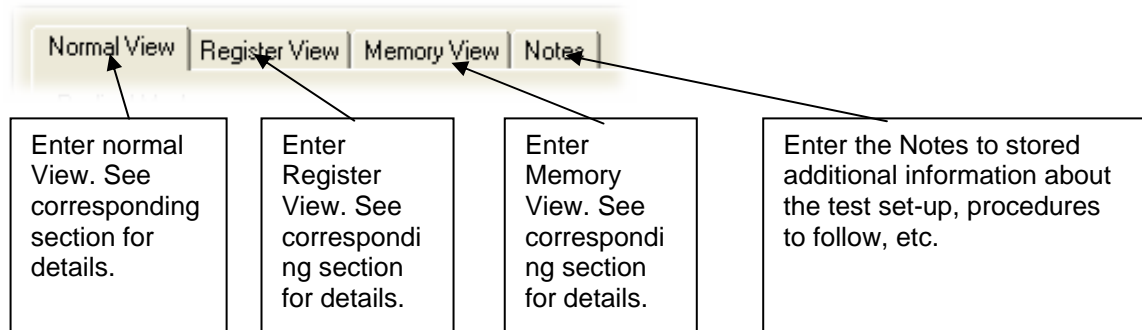 Normal View Register View Memory View Notes
Enter normal
View. See
corresponding
section for
details.
Enter
Register
View. See
correspondi
ng section
for details.
Enter
Memory
View. See
correspondi
ng section
for details.
Enter the Notes to stored
additional information about
the test set-up, procedures
to follow, etc.